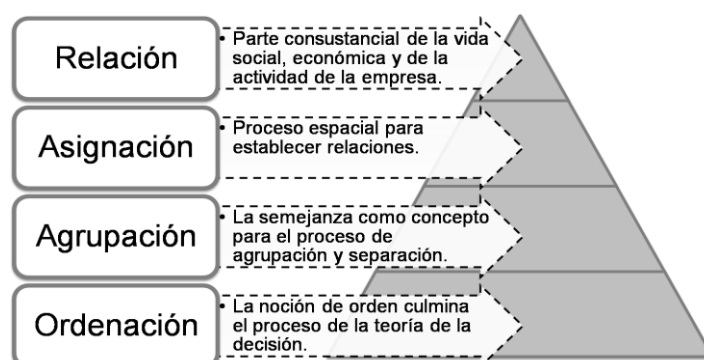 Relación
• Parte consustancial de la vida
social, económica y de la
actividad de la empresa.
Asignación
• Proceso espacial para
establecer relaciones.
Agrupación
• La semejanza como concepto
para el proceso de
agrupación y separación.
Ordenación
• La noción de orden culmina
el proceso de la teoría de la
decisión.